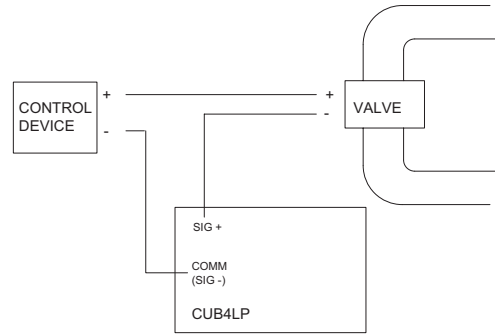 CONTROL
DEVICE
+
-
+
-
VALVE
SIG +
COMM
(SIG -)
CUB4LP